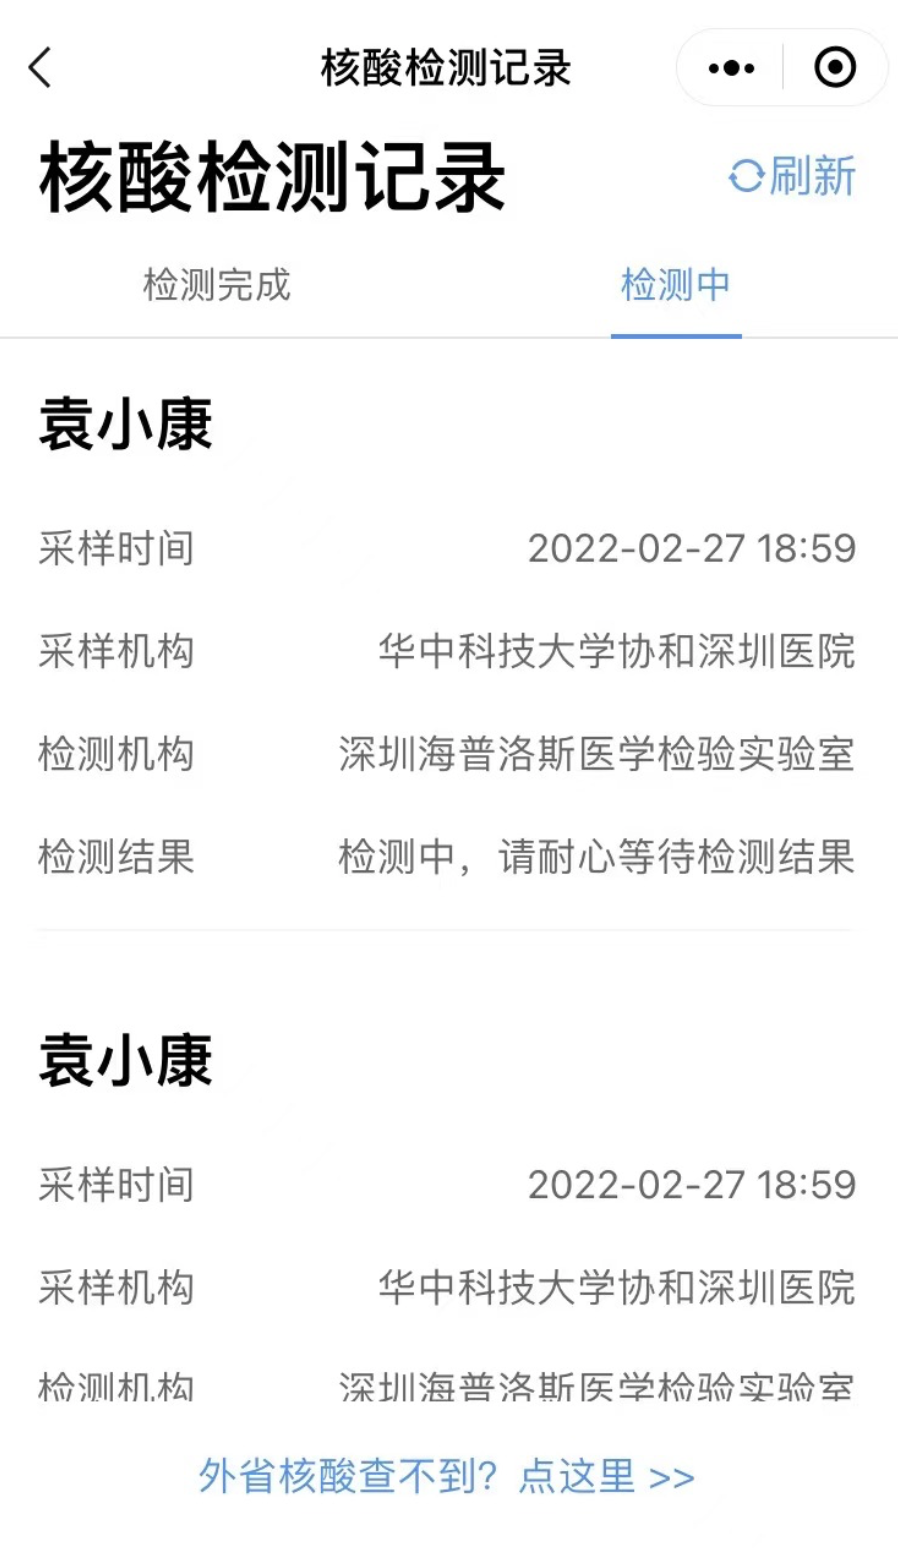 核酸检测记录
核酸检测记录
刷新
检测完成
检测中
袁小康
采样时间 2022-02-27 18:59
采样机构 华中科技大学协和深圳医院
检测机构 深圳海普洛斯医学检验实验室
检测结果 检测中，请耐心等待检测结果
袁小康
采样时间 2022-02-27 18:59
采样机构 华中科技大学协和深圳医院
检测机构 深圳海普洛斯医学检验实验室
外省核酸查不到？点这里 >>